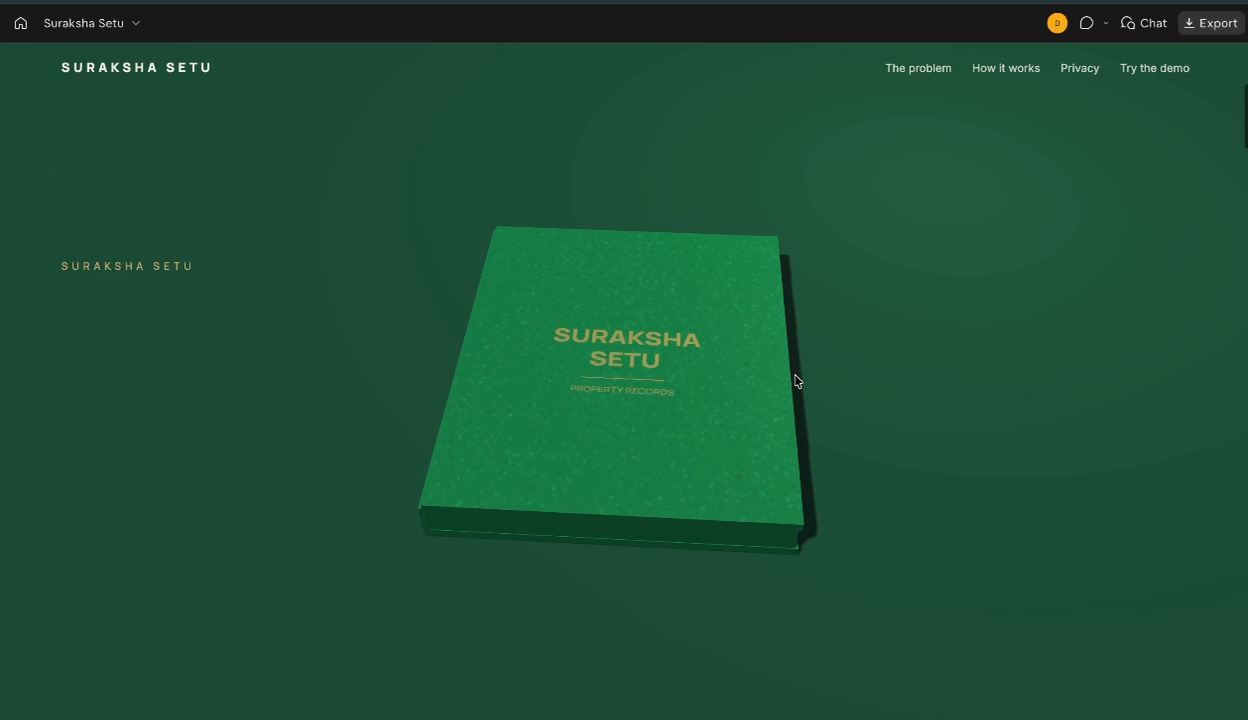 Suraksha Setu
D
Chat
Export
SURAKSHA SETU
The problem
How it works
Privacy
Try the demo
SURAKSHA SETU
SURAKSHA
SETU
PROPERTY RECORDS